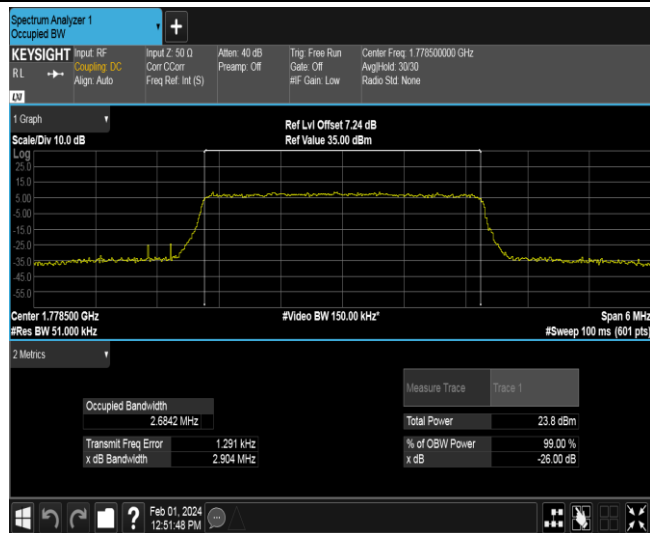 Spectrum Analyzer 1
Occupied BW
+
KEYSIGHT
RL
LXI
Input: RF
Coupling: DC
Align: Auto
Input Z: 50 Ω
Corr CCorr
Freq Ref: Int (S)
Atten: 40 dB
Preamp: Off
Trig: Free Run
Gate: Off
#IF Gain: Low
Center Freq: 1.778500000 GHz
Avg|Hold: 30/30
Radio Std: None
1 Graph
Scale/Div 10.0 dB
Ref Lvl Offset 7.24 dB
Ref Value 35.00 dBm
Log
25.0
15.0
5.00
-5.00
-15.0
-25.0
-35.0
-45.0
-55.0
Center 1.778500 GHz
#Video BW 150.00 kHz*
Span 6 MHz
#Res BW 51.000 kHz
#Sweep 100 ms (601 pts)
2 Metrics
Measure Trace
Trace 1
Occupied Bandwidth
2.6842 MHz
Total Power
23.8 dBm
Transmit Freq Error
1.291 kHz
% of OBW Power
99.00 %
x dB Bandwidth
2.904 MHz
x dB
-26.00 dB
?
Feb 01, 2024
12:51:48 PM